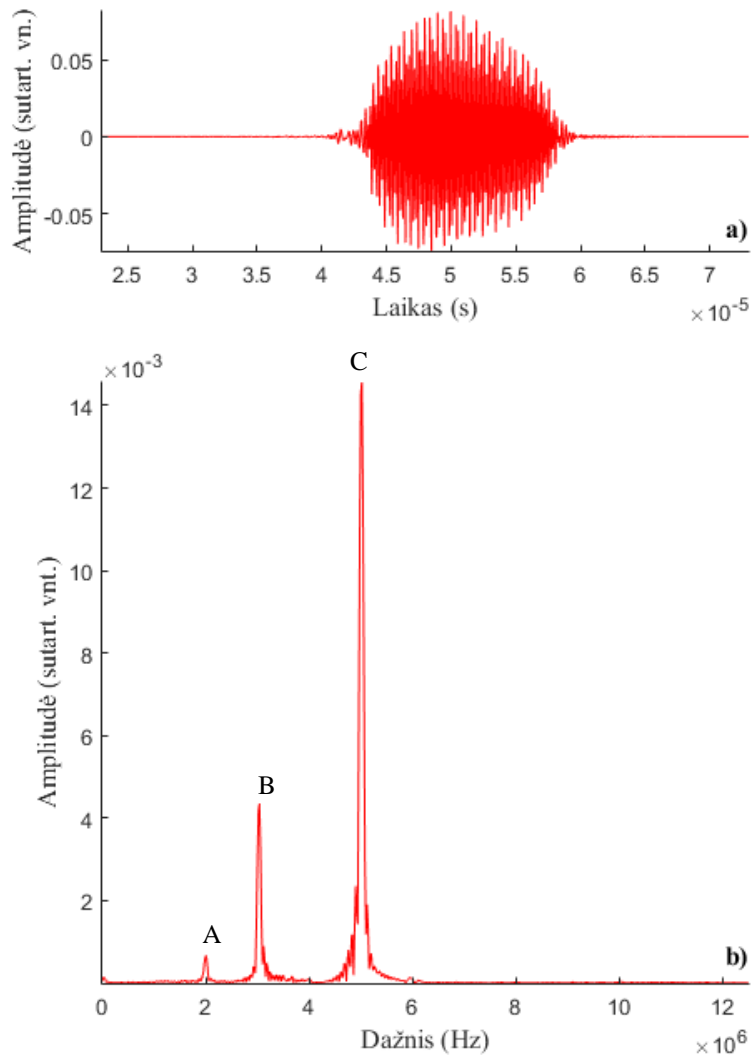 Amplitudė (sutart. vn.)
0.05
0
-0.05
a)
2.5 3 3.5 4 4.5 5 5.5 6 6.5 7
Laikas (s)
×10-5
×10-3
C
14
12
10
8
6
4
2
Amplitudė (sutart. vnt.)
B
A
b)
0 2 4 6 8 10 12
Dažnis (Hz)
×106